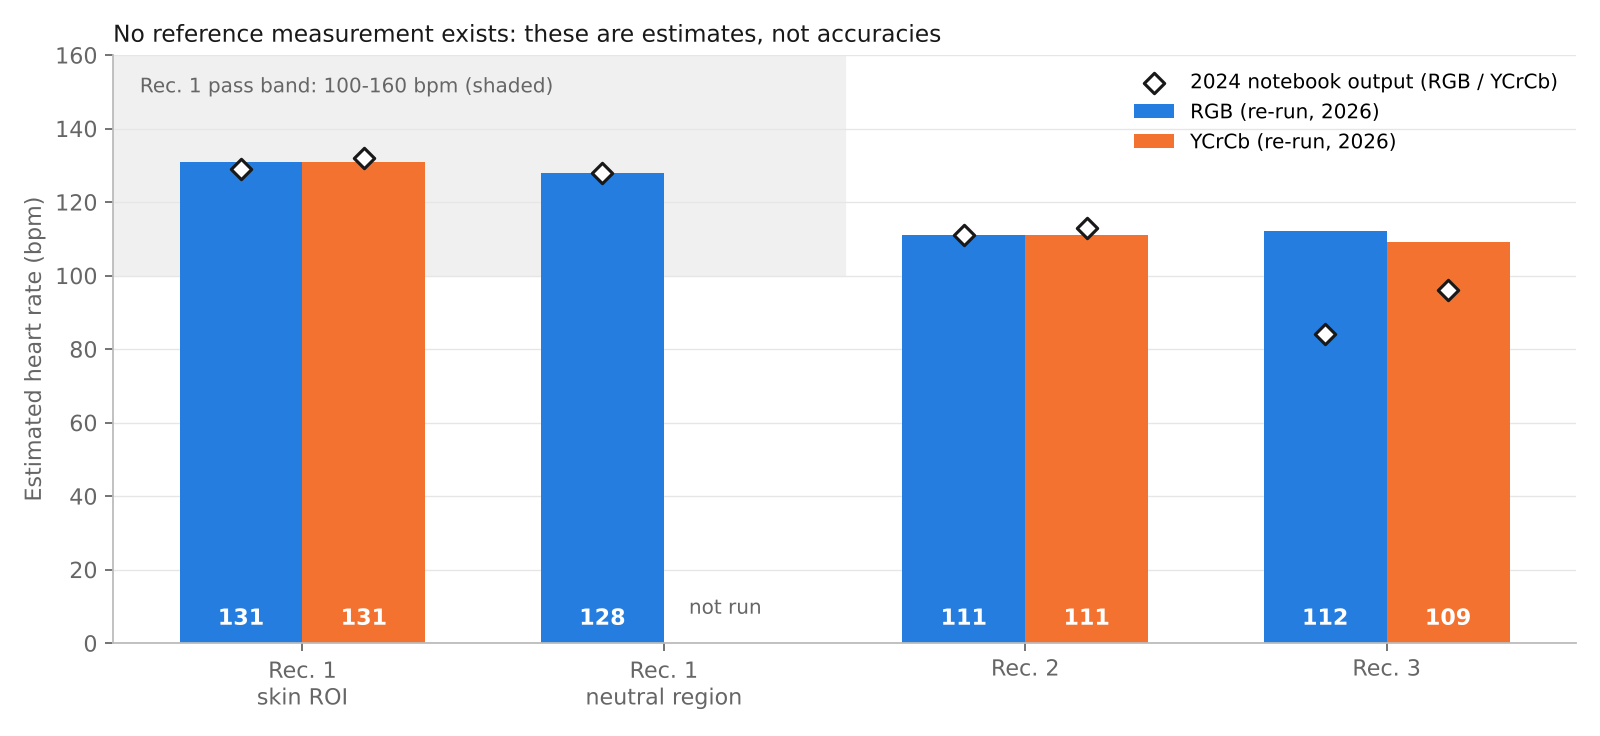 No reference measurement exists: these are estimates, not accuracies
Rec. 1 pass band: 100-160 bpm (shaded)
2024 notebook output (RGB / YCrCb)
RGB (re-run, 2026)
YCrCb (re-run, 2026)
Estimated heart rate (bpm)
160
140
120
100
80
60
40
20
0
131
131
128
not run
111
111
112
109
Rec. 1
skin ROI
Rec. 1
neutral region
Rec. 2
Rec. 3